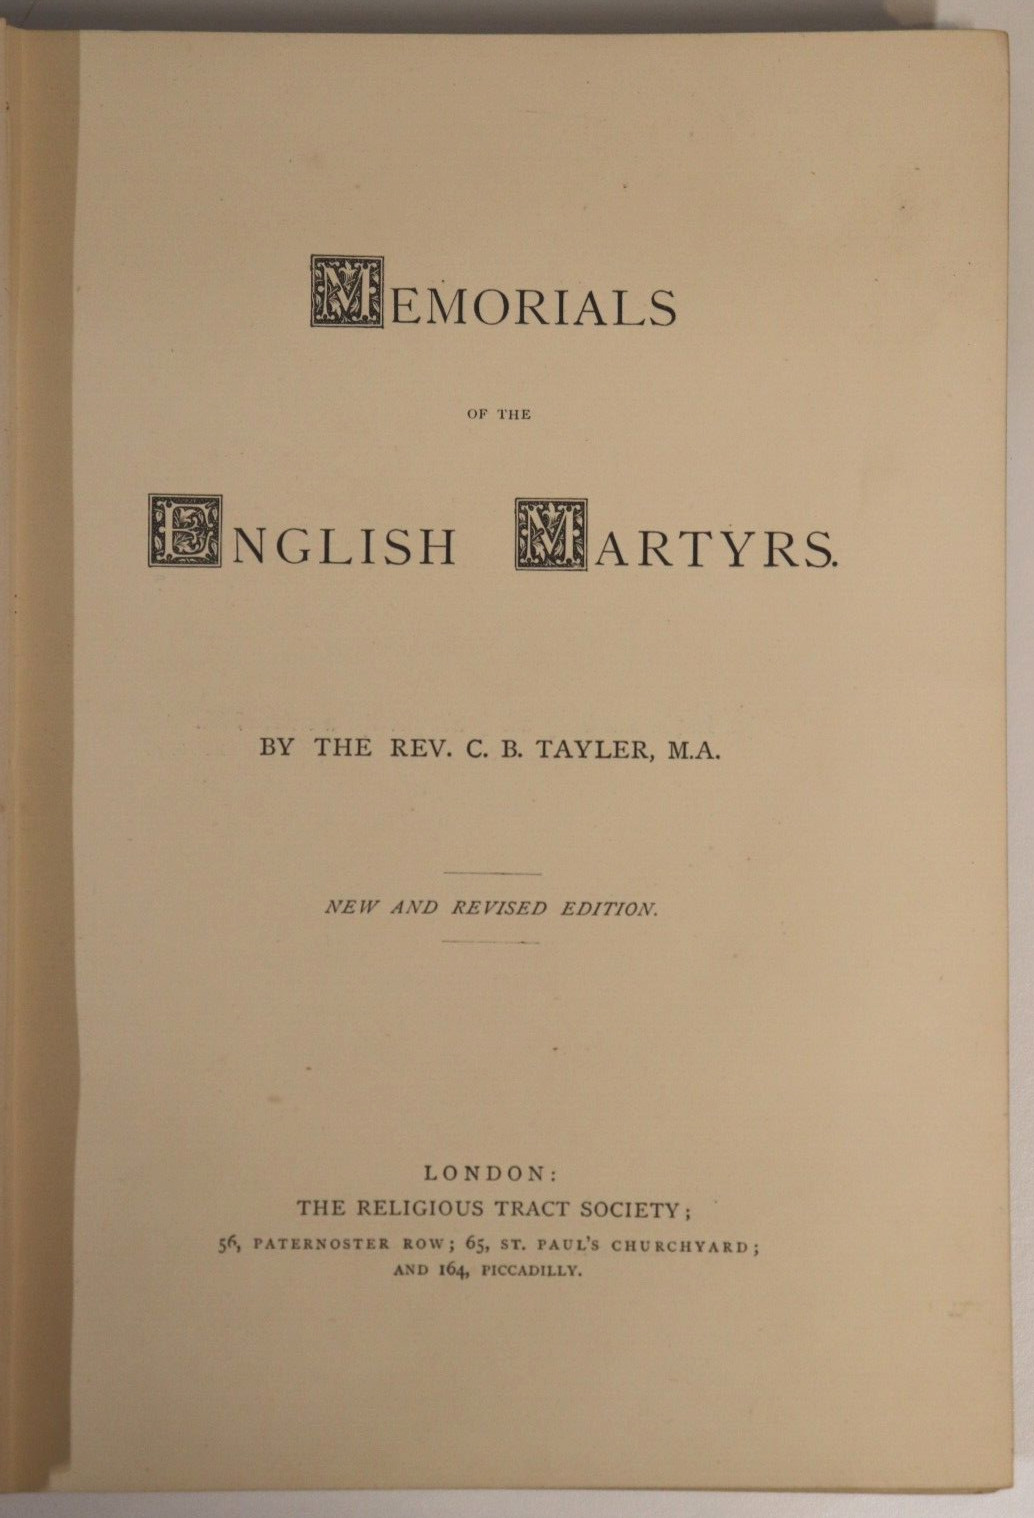 MEMORIALS
OF THE
ENGLISH MARTYRS.
BY THE REV. C. B. TAYLER, M.A.
NEW AND REVISED EDITION.
LONDON:
THE RELIGIOUS TRACT SOCIETY;
56, PATERNOSTER ROW; 65, ST. PAUL'S CHURCHYARD;
AND 164, PICCADILLY.